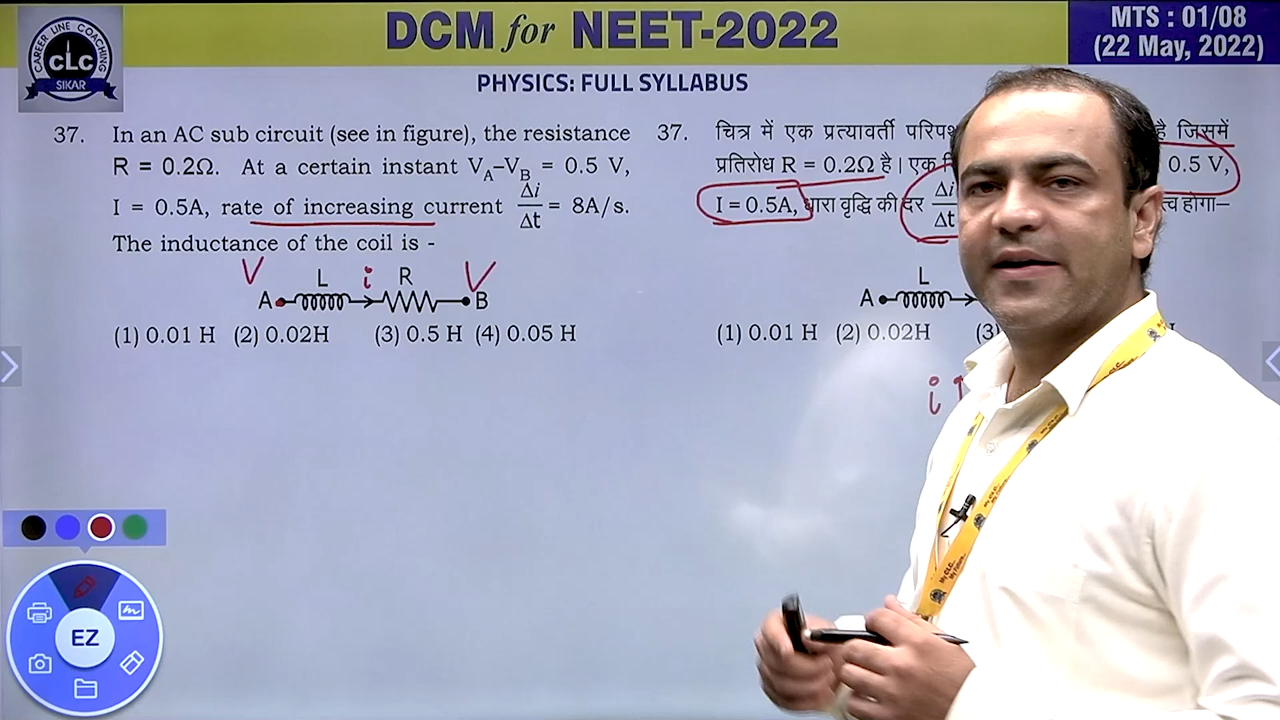 DCM for NEET-2022
MTS : 01/08
(22 May, 2022)
CAREER LINE COACHING
CLC
SIKAR
PHYSICS: FULL SYLLABUS
37. In an AC sub circuit (see in figure), the resistance
R = 0.2Ω. At a certain instant V_A–V_B = 0.5 V,
I = 0.5A, rate of increasing current Δi/Δt = 8A/s.
The inductance of the coil is -
V L i R V
A B
(1) 0.01 H (2) 0.02H (3) 0.5 H (4) 0.05 H
37. चित्र में एक प्रत्यावर्ती है जिसमें
प्रतिरोध R = 0.2Ω है। एक 0.5 V,
I = 0.5A, धारा वृद्धि की दर Δi/Δt होगा–
L
A
(1) 0.01 H (2) 0.02H
i
EZ
My CLC...
My Future...